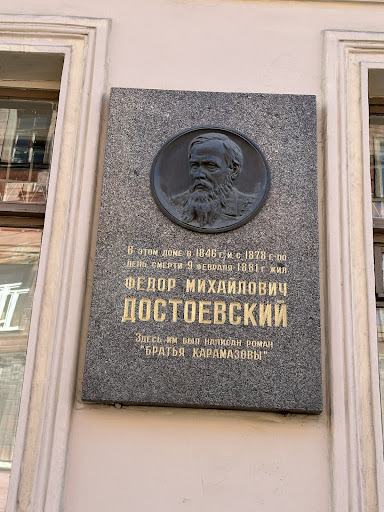 В этом доме в 1846 г. и с 1878 г. по
день смерти 9 февраля 1881 г. жил
ФЕДОР МИХАЙЛОВИЧ
ДОСТОЕВСКИЙ
Здесь им был написан роман
"БРАТЬЯ КАРАМАЗОВЫ"